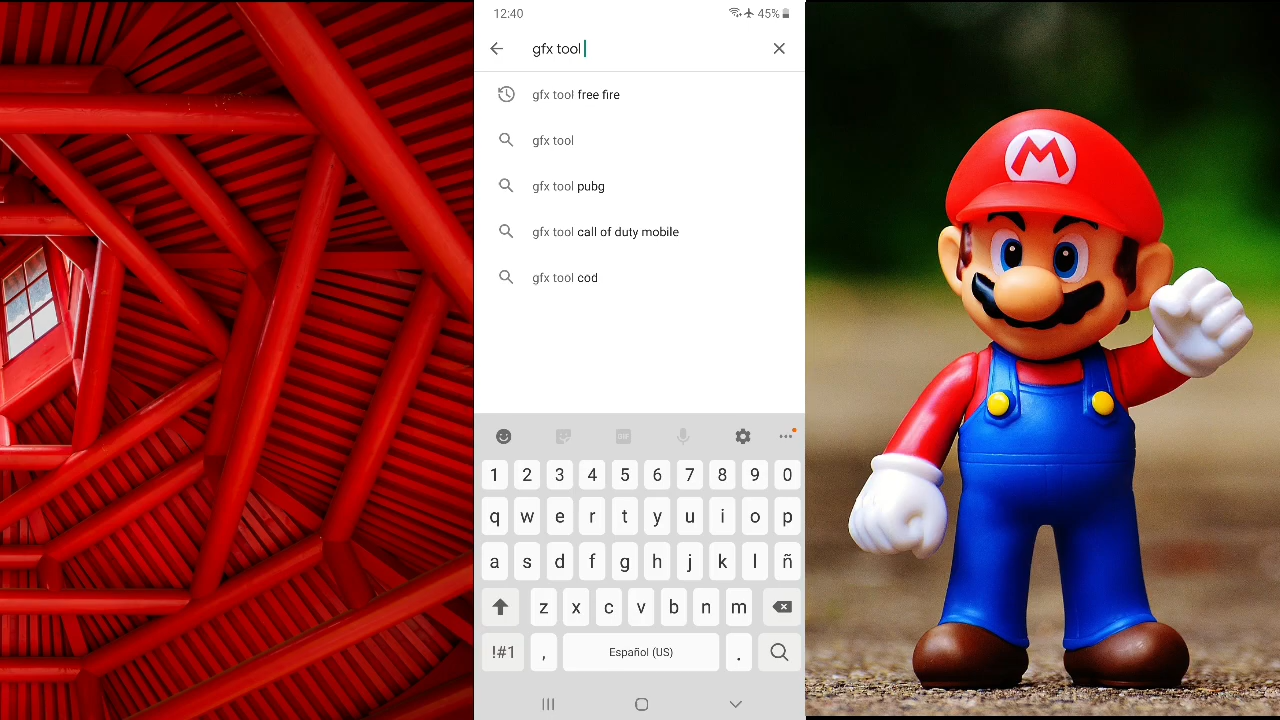 12:40
45%
gfx tool
gfx tool free fire
gfx tool
gfx tool pubg
gfx tool call of duty mobile
gfx tool cod
GIF
1 2 3 4 5 6 7 8 9 0
q w e r t y u i o p
a s d f g h j k l ñ
z x c v b n m
!#1 , Español (US) .
M